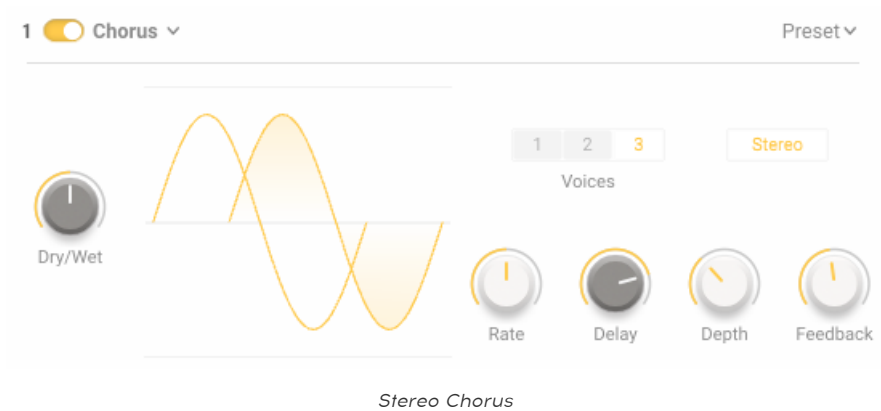 1 Chorus
Preset
1 2 3
Stereo
Voices
Dry/Wet
Rate
Delay
Depth
Feedback
Stereo Chorus